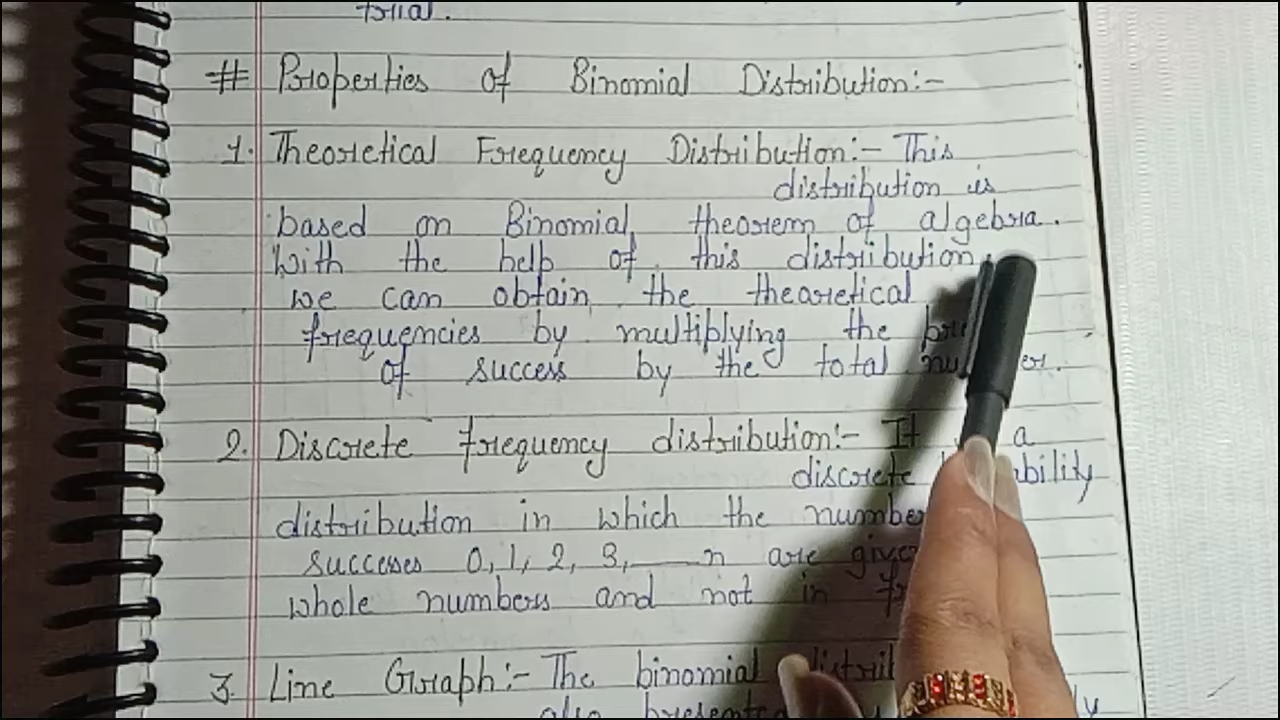 trial.
# Properties of Binomial Distribution:-
1. Theoretical Frequency Distribution:- This
distribution is
based on Binomial theorem of algebra.
With the help of this distribution,
we can obtain the theoretical
frequencies by multiplying the
of success by the total
2. Discrete frequency distribution:- It a
discrete
distribution in which the number
successes 0, 1, 2, 3, ___ n are
whole numbers and not in
3. Line Graph:- The binomial
also presented